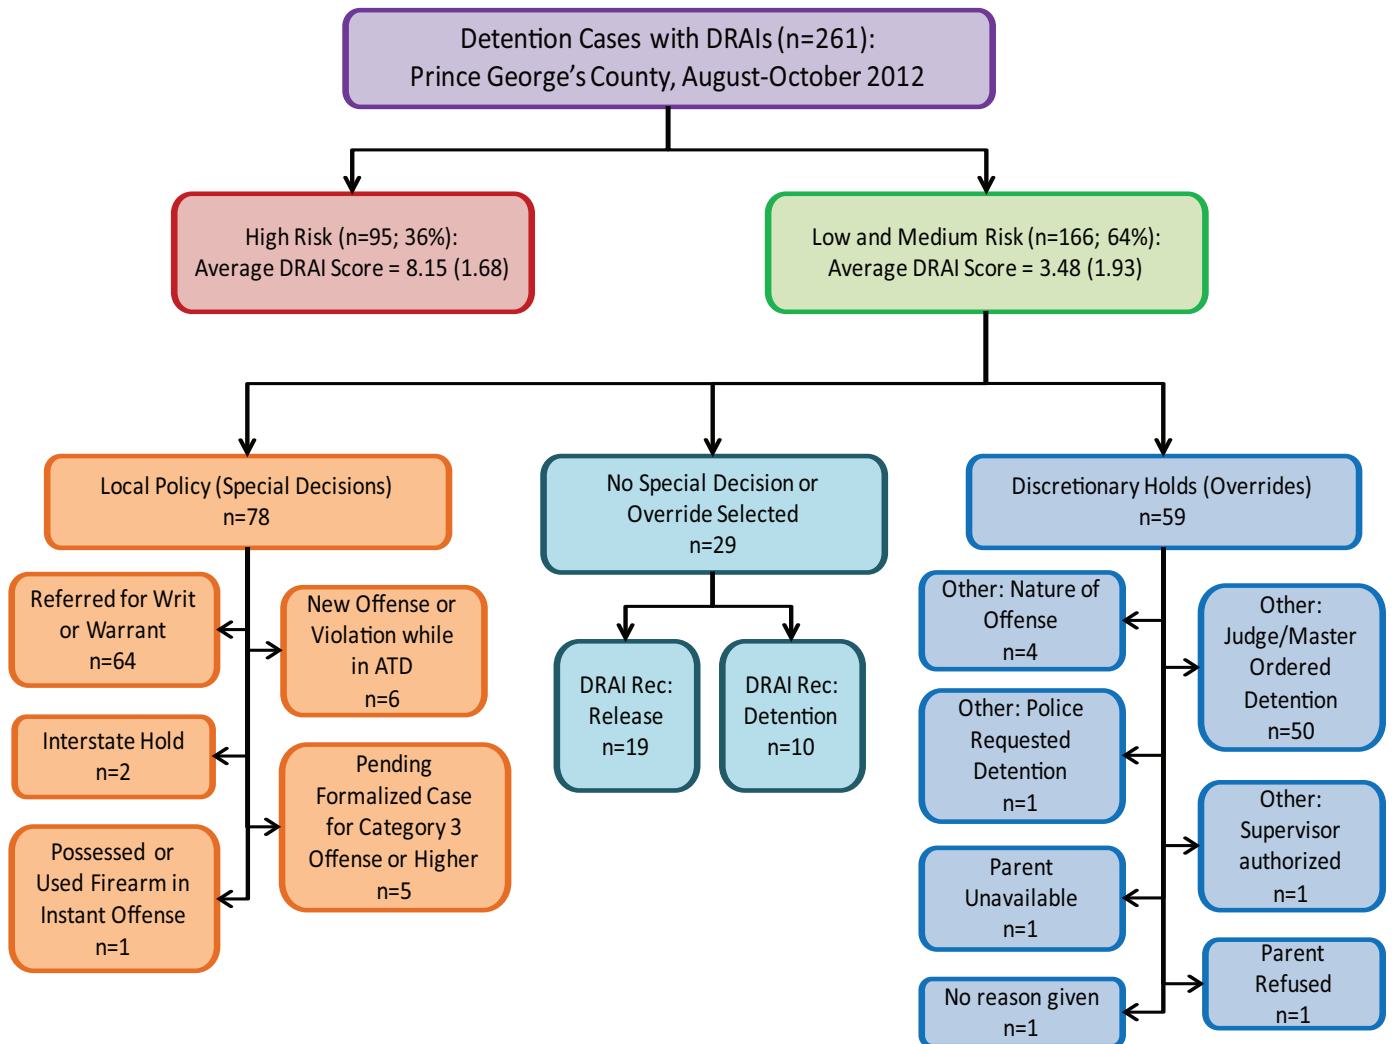 Detention Cases with DRAIs (n=261):
Prince George's County, August-October 2012
High Risk (n=95; 36%):
Average DRAI Score = 8.15 (1.68)
Low and Medium Risk (n=166; 64%):
Average DRAI Score = 3.48 (1.93)
Local Policy (Special Decisions)
n=78
Referred for Writ
or Warrant
n=64
New Offense or
Violation while
in ATD
n=6
Interstate Hold
n=2
Pending
Formalized Case
for Category 3
Offense or Higher
n=5
Possessed or
Used Firearm in
Instant Offense
n=1
No Special Decision or
Override Selected
n=29
DRAI Rec:
Release
n=19
DRAI Rec:
Detention
n=10
Discretionary Holds (Overrides)
n=59
Other: Nature of
Offense
n=4
Other:
Judge/Master
Ordered
Detention
n=50
Other: Police
Requested
Detention
n=1
Other:
Supervisor
authorized
n=1
Parent
Unavailable
n=1
Parent
Refused
n=1
No reason given
n=1